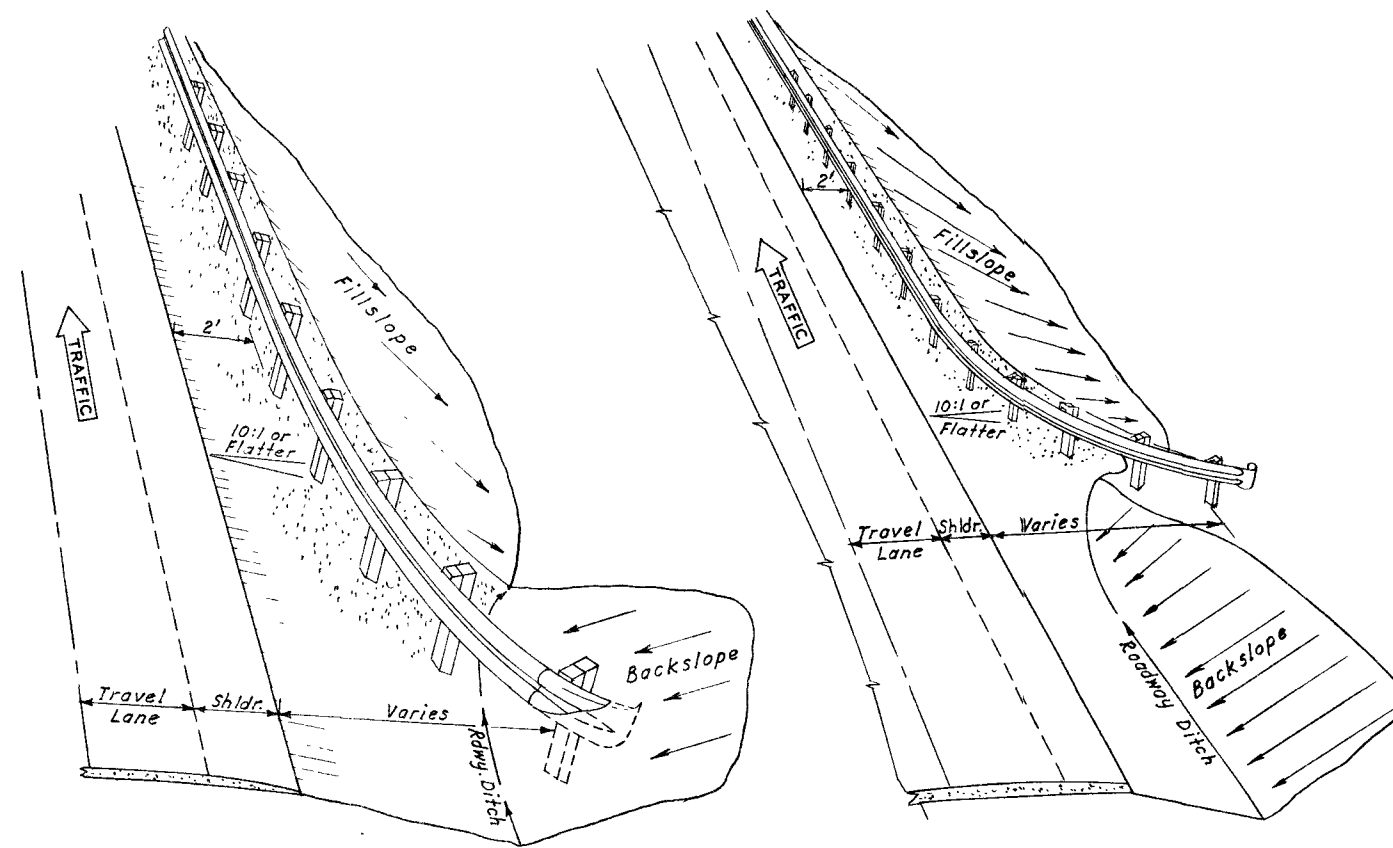 Fillslope
2'
TRAFFIC
10:1 or
Flatter
Backslope
Travel
Lane
Shldr.
Varies
Rdwy. Ditch
2'
Fillslope
TRAFFIC
10:1 or
Flatter
Travel
Lane
Shldr.
Varies
Roadway Ditch
Backslope